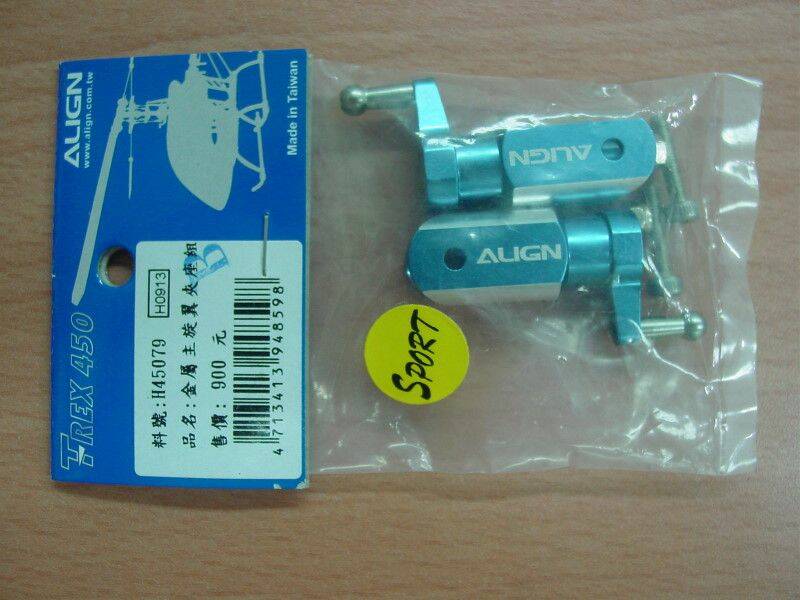 ALIGN
www.align.com.tw
Made in Taiwan
T-REX 450
料號:H45079
H0913
品名:金屬主旋翼夾座組
售價: 900 元
4713413948598
B
SPORT
ALIGN
ALIGN